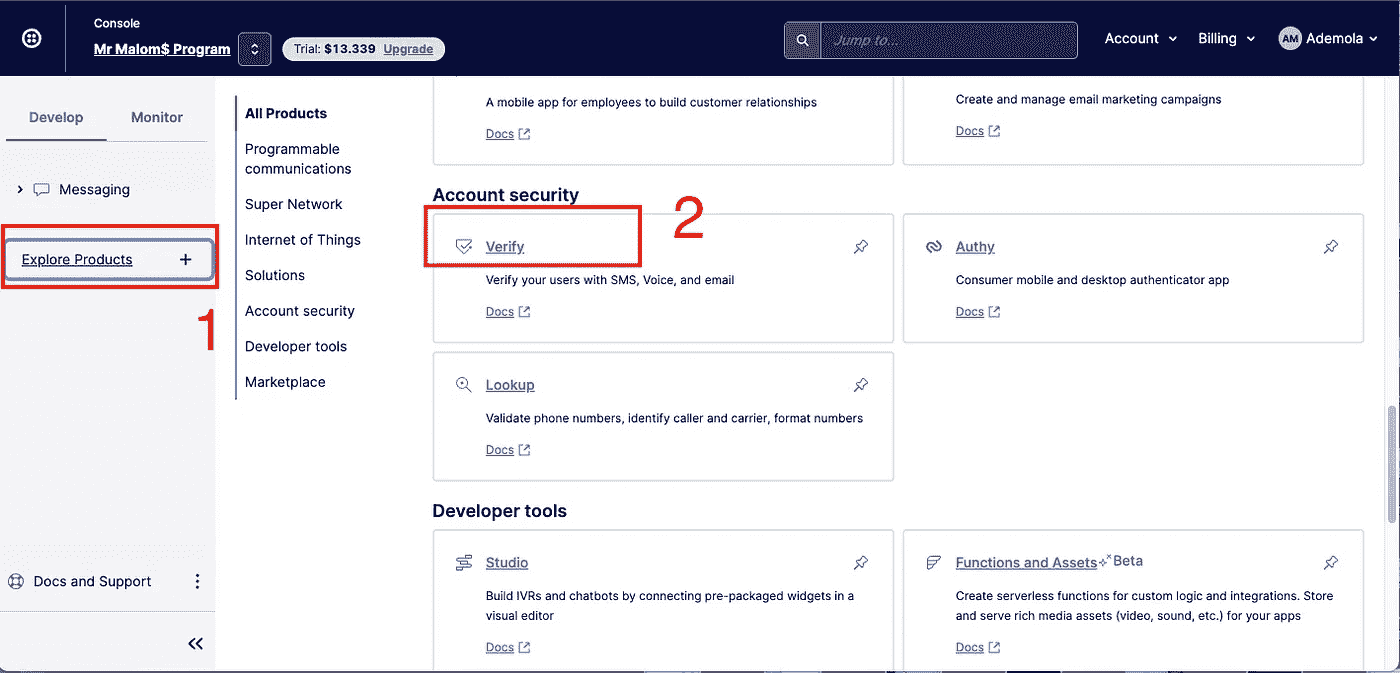 Console
Mr Malom$ Program
Trial: $13.339 Upgrade
Jump to...
Account
Billing
AM
Ademola
Develop
Monitor
Messaging
Explore Products +
1
Docs and Support
All Products
Programmable
communications
Super Network
Internet of Things
Solutions
Account security
Developer tools
Marketplace
A mobile app for employees to build customer relationships
Docs
Create and manage email marketing campaigns
Docs
Account security
2
Verify
Verify your users with SMS, Voice, and email
Docs
Authy
Consumer mobile and desktop authenticator app
Docs
Lookup
Validate phone numbers, identify caller and carrier, format numbers
Docs
Developer tools
Studio
Build IVRs and chatbots by connecting pre-packaged widgets in a
visual editor
Docs
Functions and Assets Beta
Create serverless functions for custom logic and integrations. Store
and serve rich media assets (video, sound, etc.) for your apps
Docs